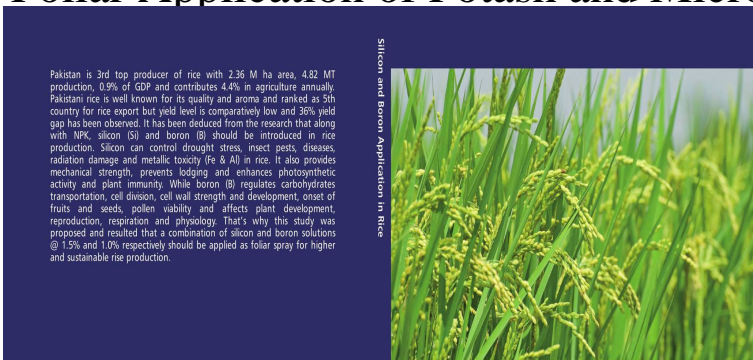 Foliar Application of Potash and Micro
Pakistan is 3rd top producer of rice with 2.36 M ha area, 4.82 MT
production, 0.9% of GDP and contributes 4.4% in agriculture annually.
Pakistani rice is well known for its quality and aroma and ranked as 5th
country for rice export but yield level is comparatively low and 36% yield
gap has been observed. It has been deduced from the research that along
with NPK, silicon (Si) and boron (B) should be introduced in rice
production. Silicon can control drought stress, insect pests, diseases,
radiation damage and metallic toxicity (Fe & Al) in rice. It also provides
mechanical strength, prevents lodging and enhances photosynthetic
activity and plant immunity. While boron (B) regulates carbohydrates
transportation, cell division, cell wall strength and development, onset of
fruits and seeds, pollen viability and affects plant development,
reproduction, respiration and physiology. That's why this study was
proposed and resulted that a combination of silicon and boron solutions
@ 1.5% and 1.0% respectively should be applied as foliar spray for higher
and sustainable rise production.
Silicon and Boron Application in Rice